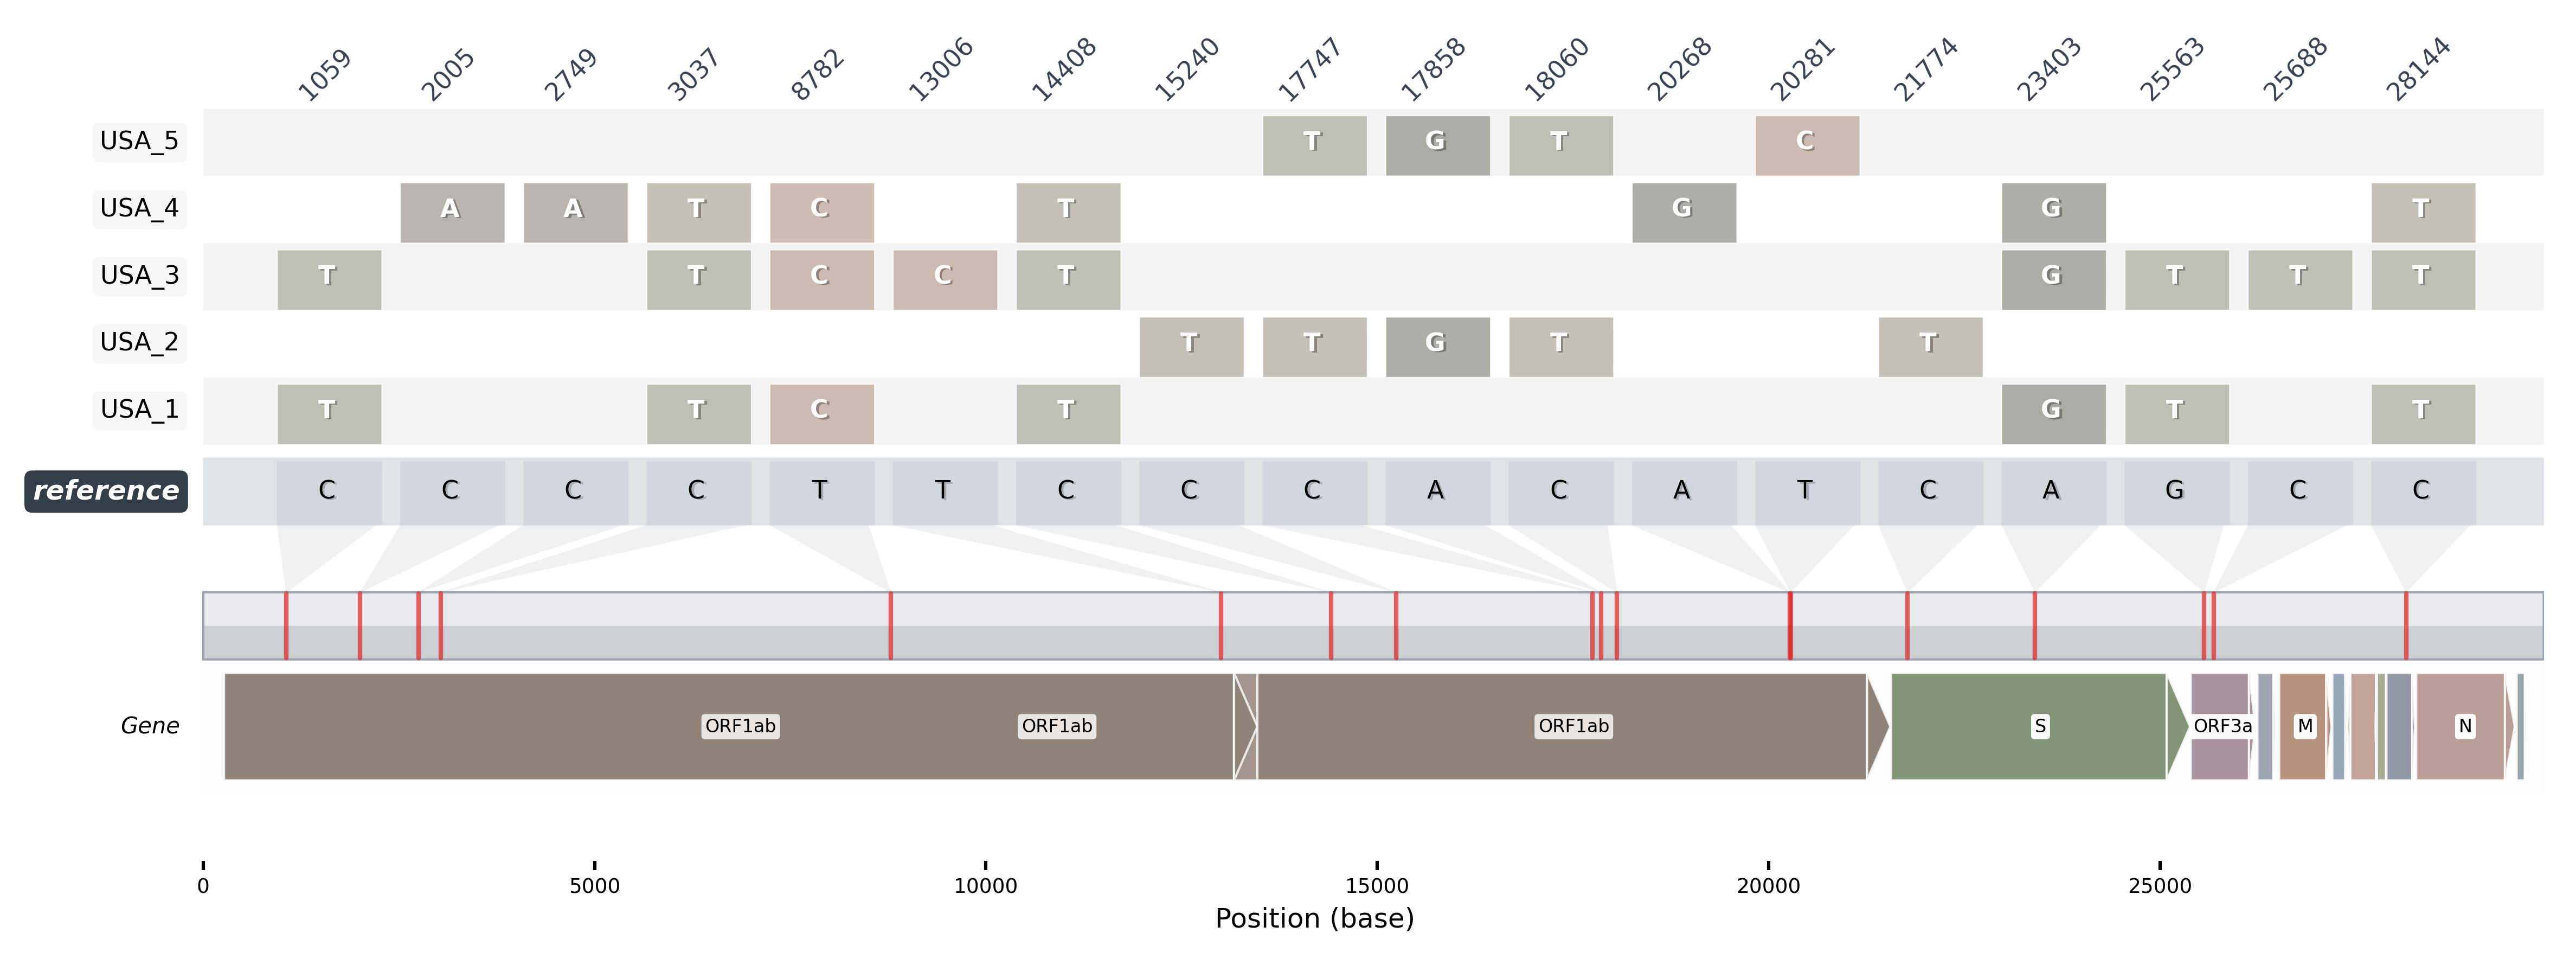 1059 2005 2749 3037 8782 13006 14408 15240 17747 17858 18060 20268 20281 21774 23403 25563 25688 28144
USA_5 T G T C
USA_4 A A T C T G G T
USA_3 T T C C T G T T T
USA_2 T T G T T
USA_1 T T C T G T T
reference C C C C T T C C C A C A T C A G C C
Gene ORF1ab ORF1ab ORF1ab S ORF3a M N
0 5000 10000 15000 20000 25000
Position (base)